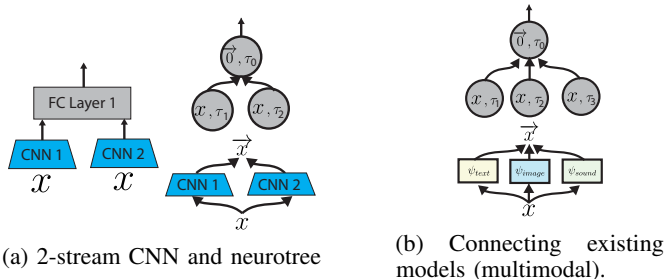 0⃗, τ₀
FC Layer 1
x, τ₁ x, τ₂
CNN 1 CNN 2
x x
x⃗
CNN 1 CNN 2
x
(a) 2-stream CNN and neurotree
0⃗, τ₀
x, τ₁ x, τ₂ x, τ₃
x⃗
ψtext ψimage ψsound
x
(b) Connecting existing
models (multimodal).